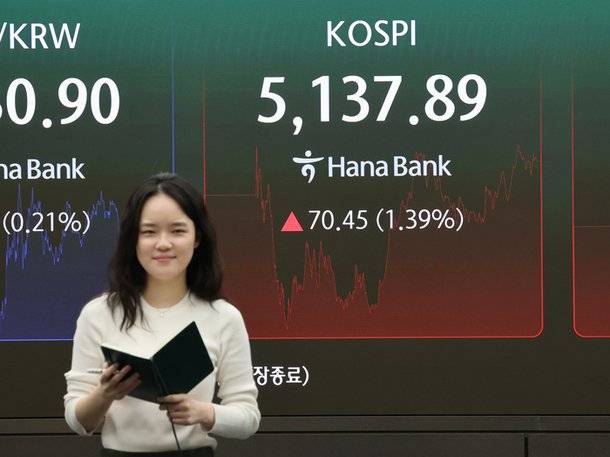 /KRW
KOSPI
0.90
5,137.89
na Bank
Hana Bank
(0.21%)
▲ 70.45 (1.39%)
장종료)